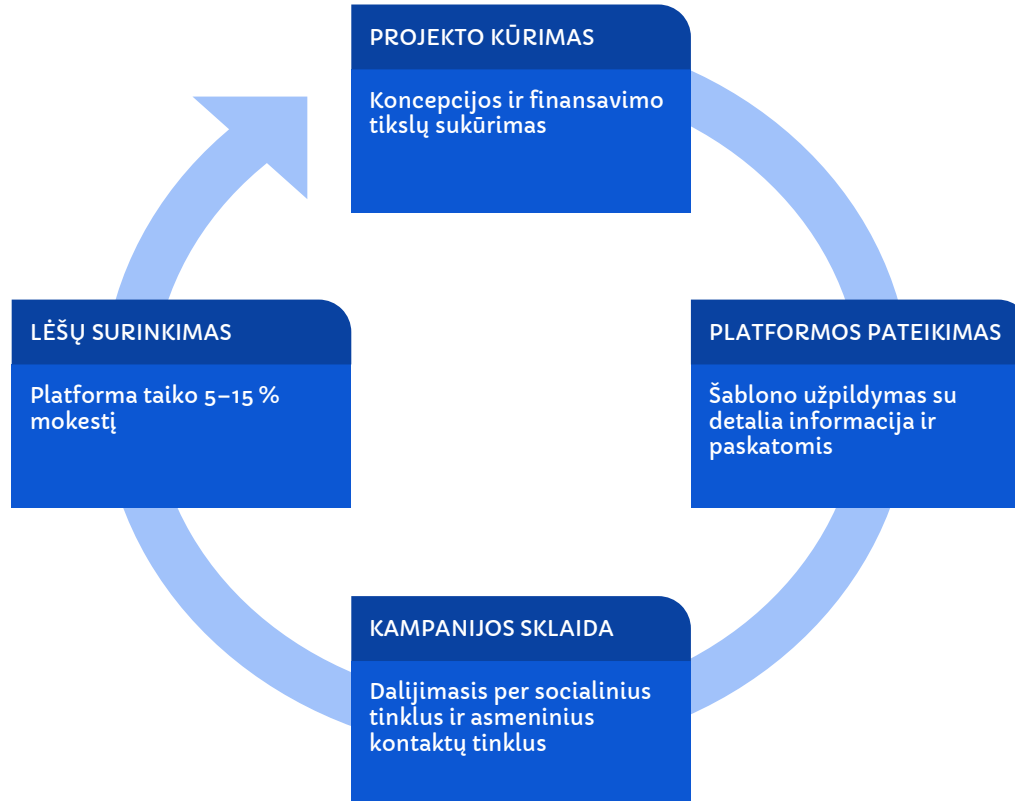 PROJEKTO KŪRIMAS
Koncepcijos ir finansavimo
tikslų sukūrimas
PLATFORMOS PATEIKIMAS
Šablono užpildymas su
detalia informacija ir
paskatomis
KAMPANIJOS SKLAIDA
Dalijimasis per socialinius
tinklus ir asmeninius
kontaktų tinklus
LĖŠŲ SURINKIMAS
Platforma taiko 5–15 %
mokestį